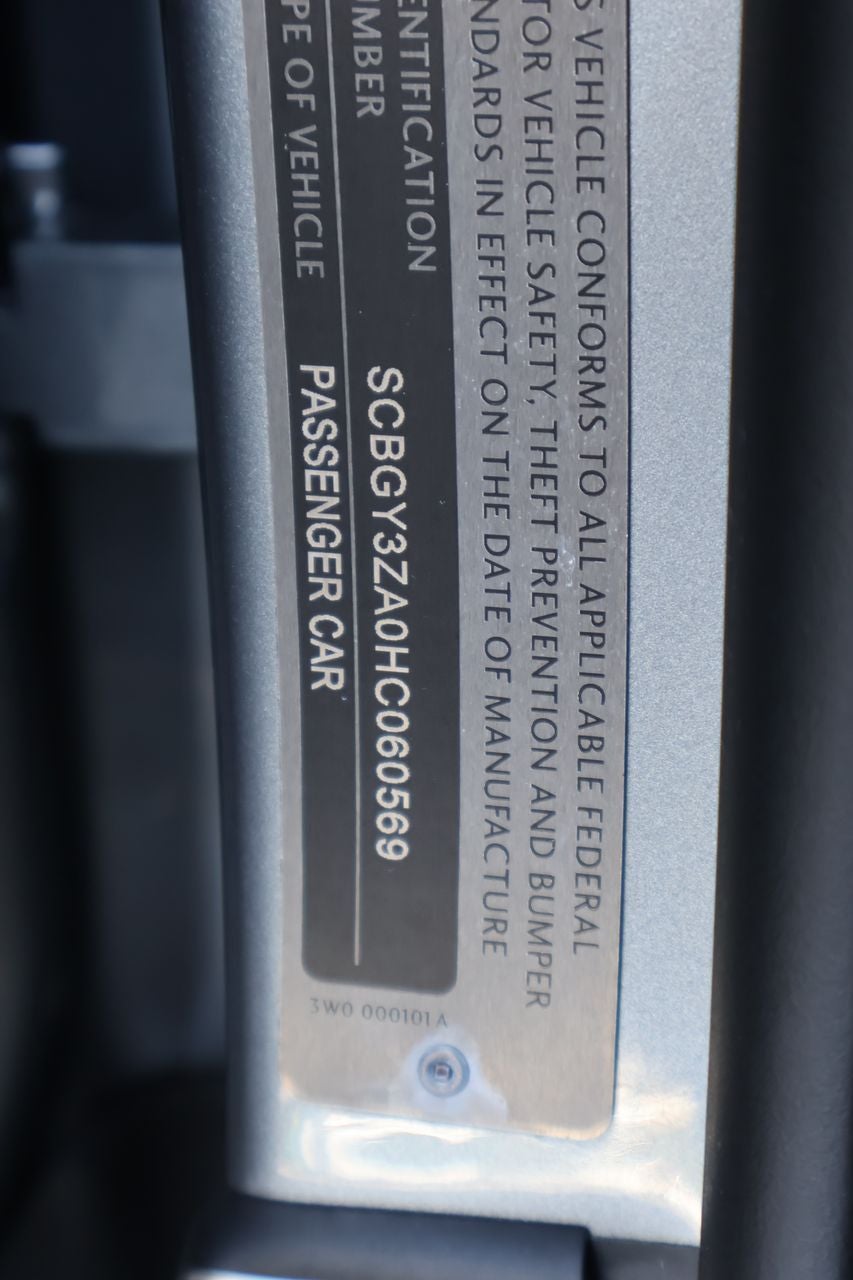 S VEHICLE CONFORMS TO ALL APPLICABLE FEDERAL
TOR VEHICLE SAFETY, THEFT PREVENTION AND BUMPER
NDARDS IN EFFECT ON THE DATE OF MANUFACTURE
ENTIFICATION
UMBER SCBGY3ZA0HC060569
PE OF VEHICLE PASSENGER CAR
3W0 000101 A